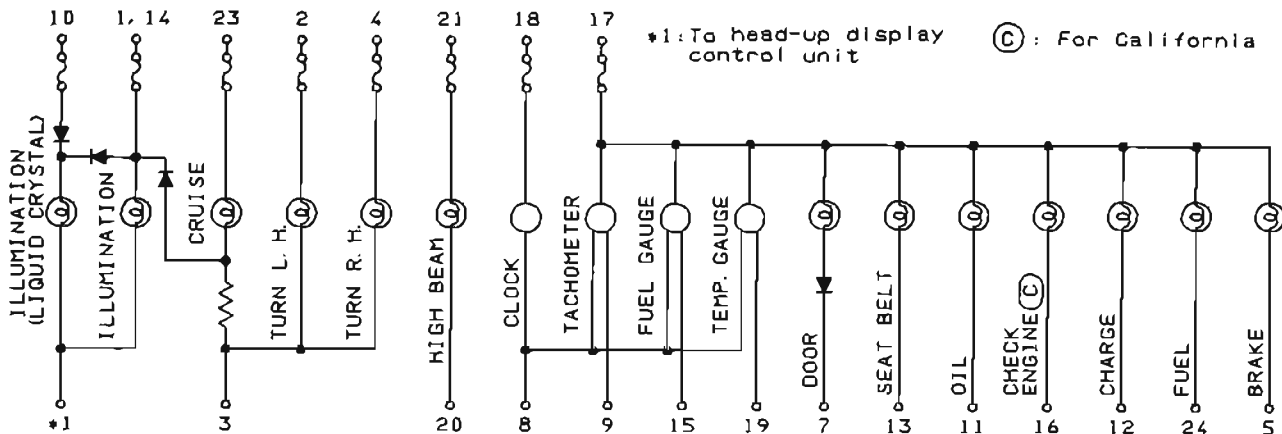 10 1, 14 23 2 4 21 18 17
*1: To head-up display
control unit
Ⓒ : For California
ILLUMINATION
(LIQUID CRYSTAL)
ILLUMINATION
CRUISE
TURN L. H.
TURN R. H.
HIGH BEAM
CLOCK
TACHOMETER
FUEL GAUGE
TEMP. GAUGE
DOOR
SEAT BELT
OIL
CHECK
ENGINE Ⓒ
CHARGE
FUEL
BRAKE
*1 3 20 8 9 15 19 7 13 11 16 12 24 5